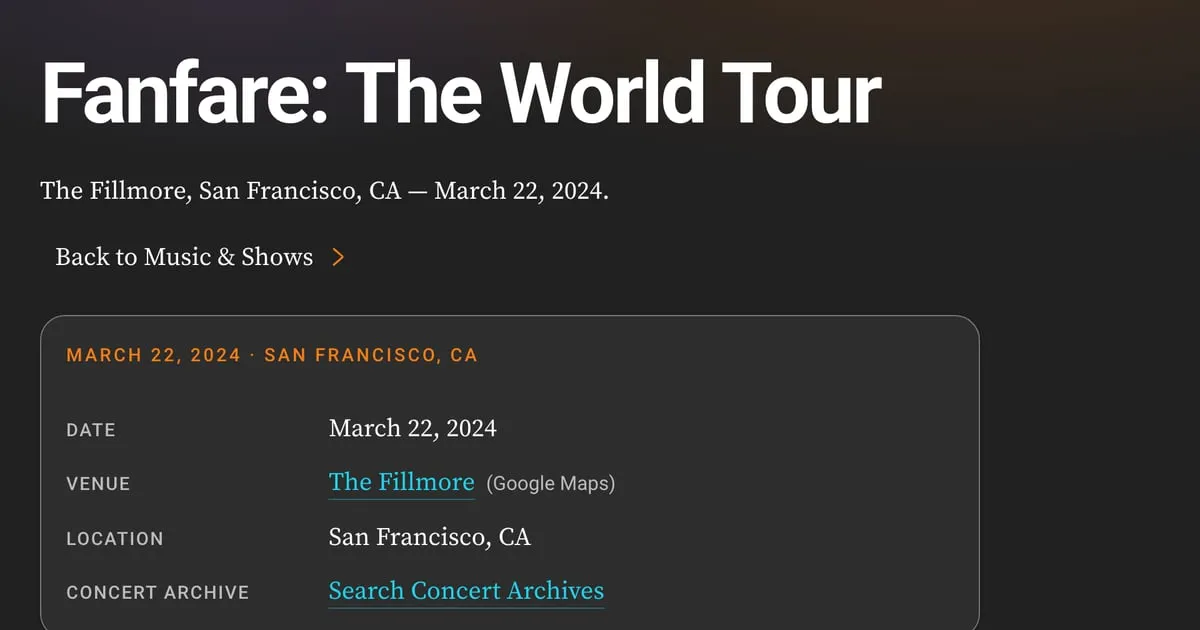 Fanfare: The World Tour
The Fillmore, San Francisco, CA — March 22, 2024.
Back to Music & Shows
MARCH 22, 2024 · SAN FRANCISCO, CA
DATE March 22, 2024
VENUE The Fillmore (Google Maps)
LOCATION San Francisco, CA
CONCERT ARCHIVE Search Concert Archives